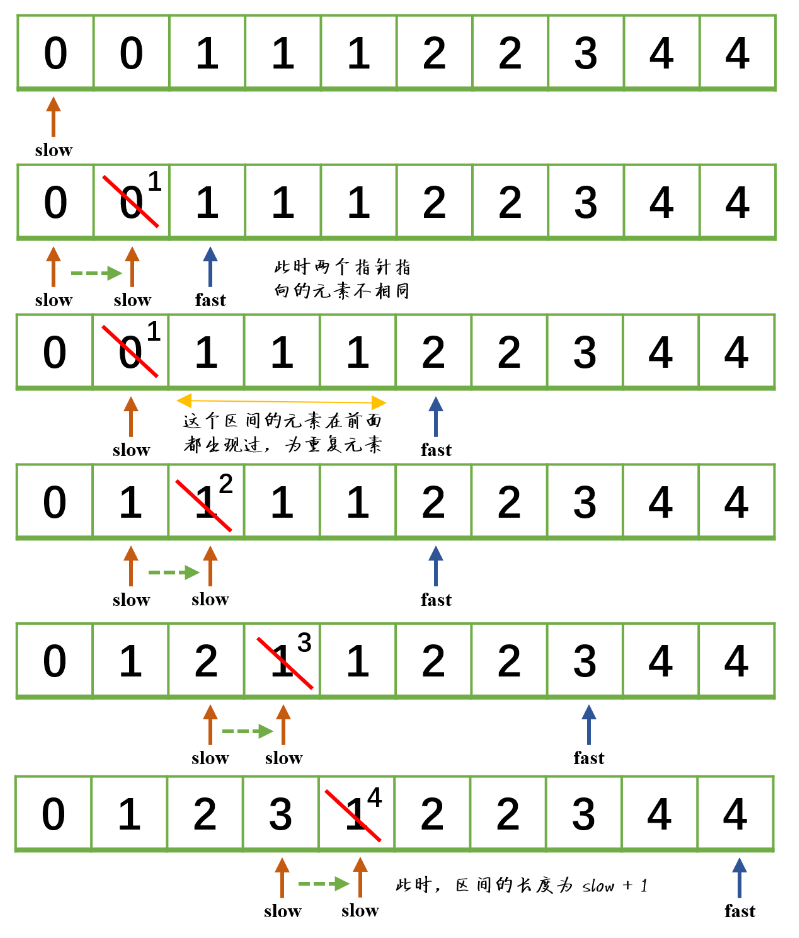 0 0 1 1 1 2 2 3 4 4
slow
0 0 1 1 1 1 2 2 3 4 4
slow slow fast
此时两个指针指
向的元素不相同
0 0 1 1 1 1 2 2 3 4 4
slow fast
这个区间的元素在前面
都出现过，为重复元素
0 1 1 2 1 1 2 2 3 4 4
slow slow fast
0 1 2 1 3 1 2 2 3 4 4
slow slow fast
0 1 2 3 1 4 2 2 3 4 4
slow slow fast
此时，区间的长度为 slow + 1